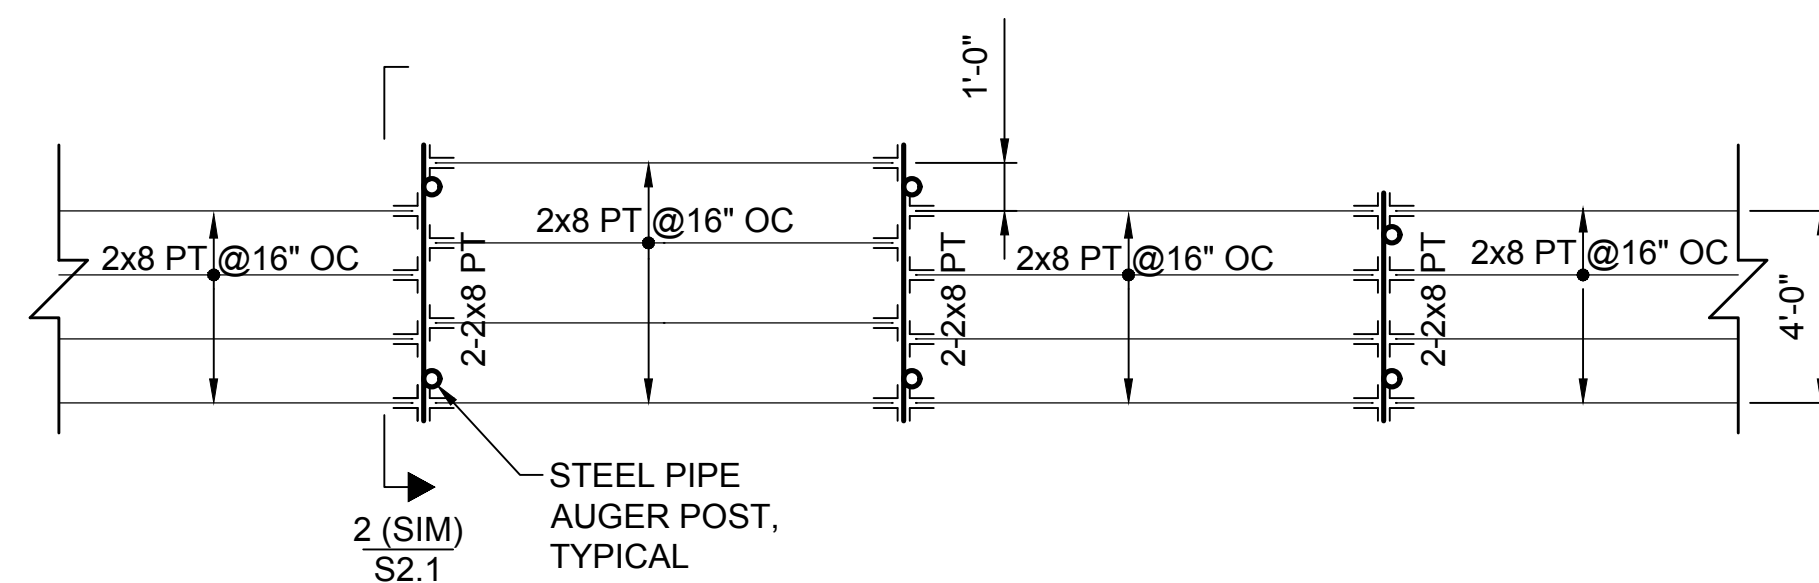 1'-0"
2x8 PT @16" OC
2x8 PT @16" OC
2x8 PT @16" OC
2x8 PT @16" OC
2-2x8 PT
2-2x8 PT
2-2x8 PT
4'-0"
STEEL PIPE
AUGER POST,
TYPICAL
2 (SIM)
S2.1